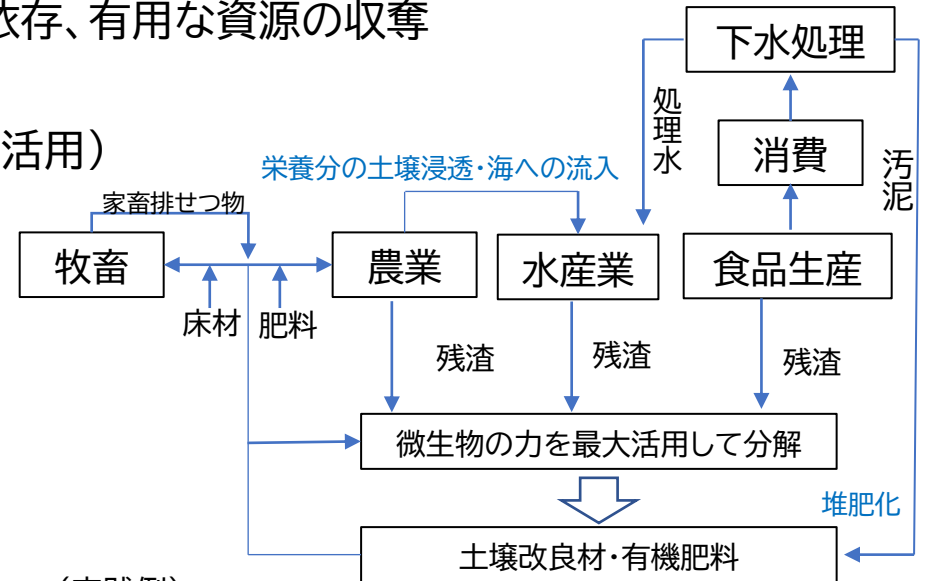 依存、有用な資源の収奪
活用）
下水処理
処理水
消費
汚泥
栄養分の土壌浸透・海への流入
家畜排せつ物
牧畜
農業
水産業
食品生産
床材
肥料
残渣
残渣
残渣
微生物の力を最大活用して分解
堆肥化
土壌改良材・有機肥料